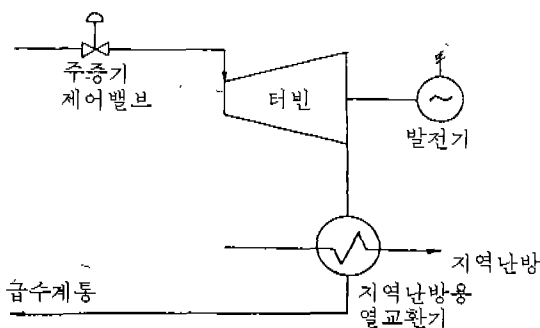 주증기
제어밸브
터빈
발전기
지역난방
급수계통
지역난방용
열교환기